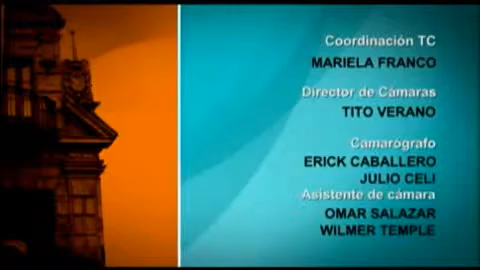 Coordinación TC
MARIELA FRANCO
Director de Cámaras
TITO VERANO
Camarógrafo
ERICK CABALLERO
JULIO CELI
Asistente de cámara
OMAR SALAZAR
WILMER TEMPLE